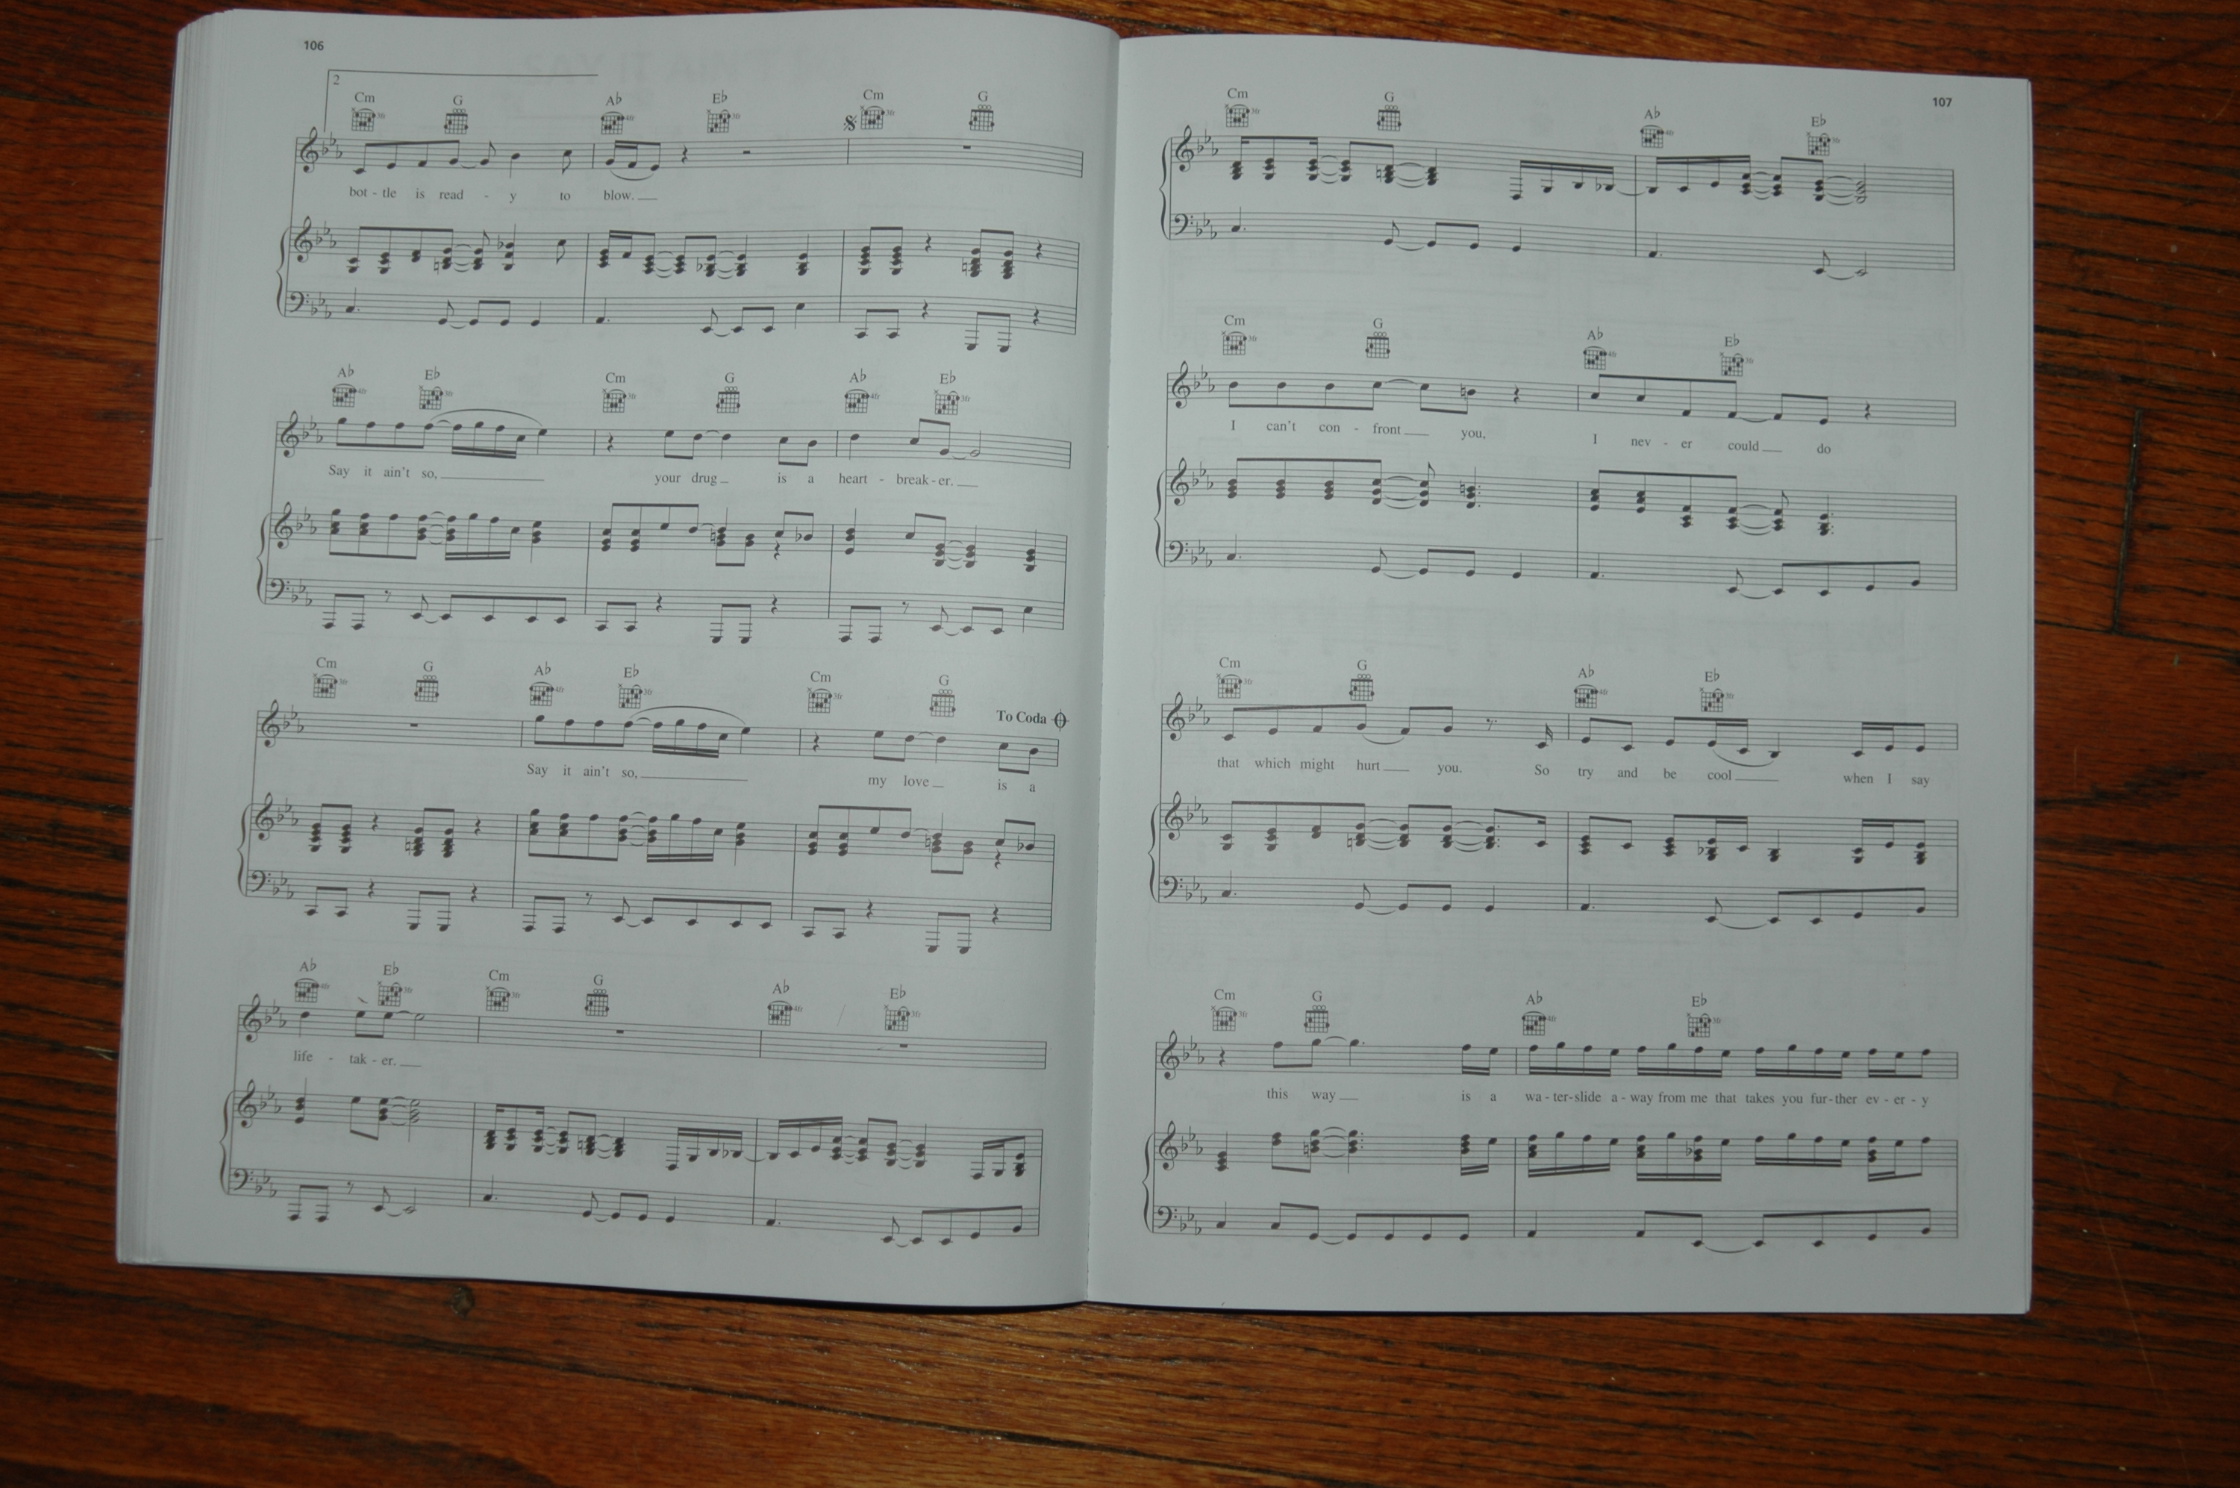 106
2
Cm G A♭ E♭ Cm G
bot - tle is read - y to blow.
A♭ E♭ Cm G A♭ E♭
Say it ain't so, your drug is a heart - break - er.
Cm G A♭ E♭ Cm G
To Coda
Say it ain't so, my love is a
A♭ E♭ Cm G A♭ E♭
life - tak - er.
107
Cm G A♭ E♭
Cm G A♭ E♭
I can't con - front you, I nev - er could do
Cm G A♭ E♭
that which might hurt you. So try and be cool when I say
Cm G A♭ E♭
this way is a wa - ter-slide a - way from me that takes you fur-ther ev - er - y